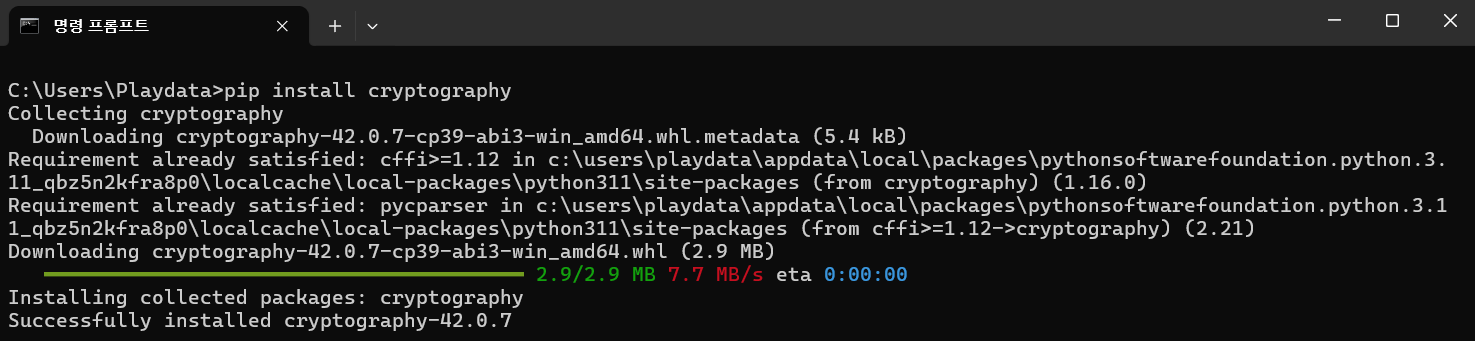 명령 프롬프트
C:\Users\Playdata>pip install cryptography
Collecting cryptography
  Downloading cryptography-42.0.7-cp39-abi3-win_amd64.whl.metadata (5.4 kB)
Requirement already satisfied: cffi>=1.12 in c:\users\playdata\appdata\local\packages\pythonsoftwarefoundation.python.3.
11_qbz5n2kfra8p0\localcache\local-packages\python311\site-packages (from cryptography) (1.16.0)
Requirement already satisfied: pycparser in c:\users\playdata\appdata\local\packages\pythonsoftwarefoundation.python.3.1
1_qbz5n2kfra8p0\localcache\local-packages\python311\site-packages (from cffi>=1.12->cryptography) (2.21)
Downloading cryptography-42.0.7-cp39-abi3-win_amd64.whl (2.9 MB)
2.9/2.9 MB 7.7 MB/s eta 0:00:00
Installing collected packages: cryptography
Successfully installed cryptography-42.0.7